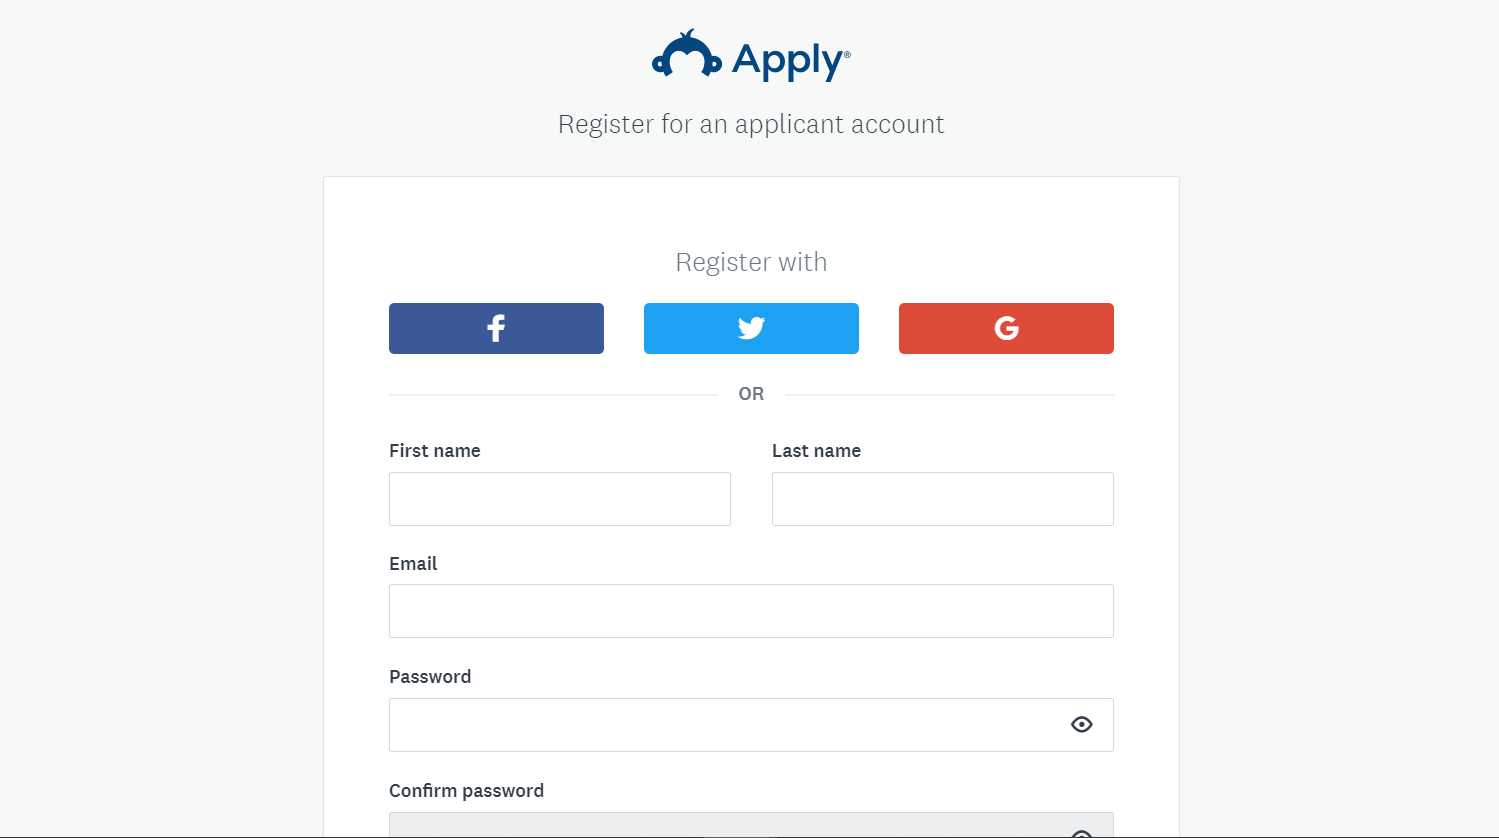 Apply®
Register for an applicant account
Register with
OR
First name
Last name
Email
Password
Confirm password